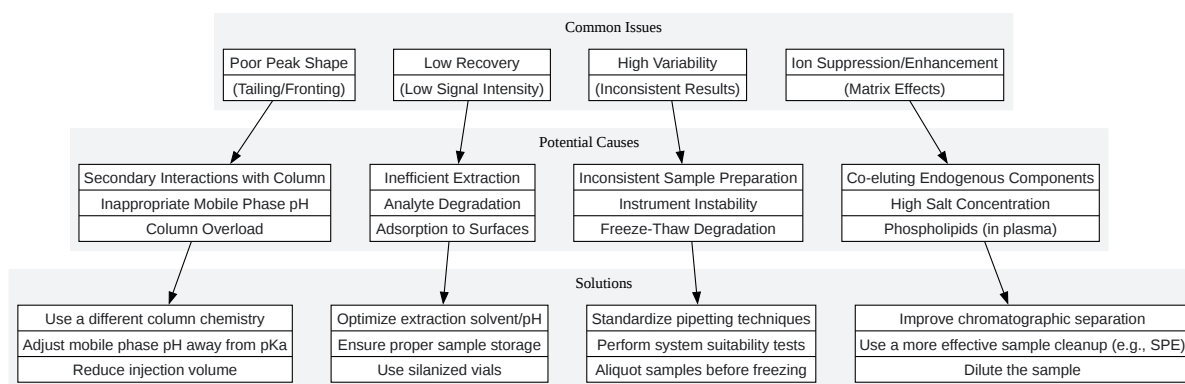 Common Issues
Poor Peak Shape
(Tailing/Fronting)
Low Recovery
(Low Signal Intensity)
High Variability
(Inconsistent Results)
Ion Suppression/Enhancement
(Matrix Effects)
Potential Causes
Secondary Interactions with Column
Inappropriate Mobile Phase pH
Column Overload
Inefficient Extraction
Analyte Degradation
Adsorption to Surfaces
Inconsistent Sample Preparation
Instrument Instability
Freeze-Thaw Degradation
Co-eluting Endogenous Components
High Salt Concentration
Phospholipids (in plasma)
Solutions
Use a different column chemistry
Adjust mobile phase pH away from pKa
Reduce injection volume
Optimize extraction solvent/pH
Ensure proper sample storage
Use silanized vials
Standardize pipetting techniques
Perform system suitability tests
Aliquot samples before freezing
Improve chromatographic separation
Use a more effective sample cleanup (e.g., SPE)
Dilute the sample